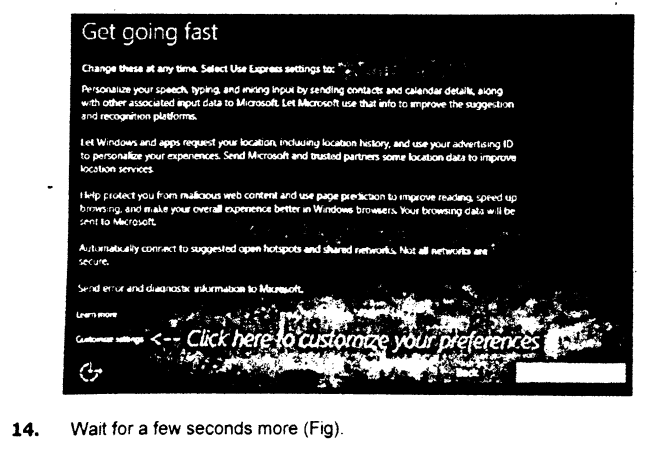 Get going fast
Change these at any time. Select Use Express settings to:
Personalize your speech, typing, and inking input by sending contacts and calendar details, along
with other associated input data to Microsoft. Let Microsoft use that info to improve the suggestion
and recognition platforms.
Let Windows and apps request your location, including location history, and use your advertising ID
to personalize your experiences. Send Microsoft and trusted partners some location data to improve
location services.
Help protect you from malicious web content and use page prediction to improve reading, speed up
browsing, and make your overall experience better in Windows browsers. Your browsing data will be
sent to Microsoft.
Automatically connect to suggested open hotspots and shared networks. Not all networks are
secure.
Send error and diagnostic information to Microsoft.
Learn more
Customize settings <-- Click here to customize your preferences
Back
14. Wait for a few seconds more (Fig).